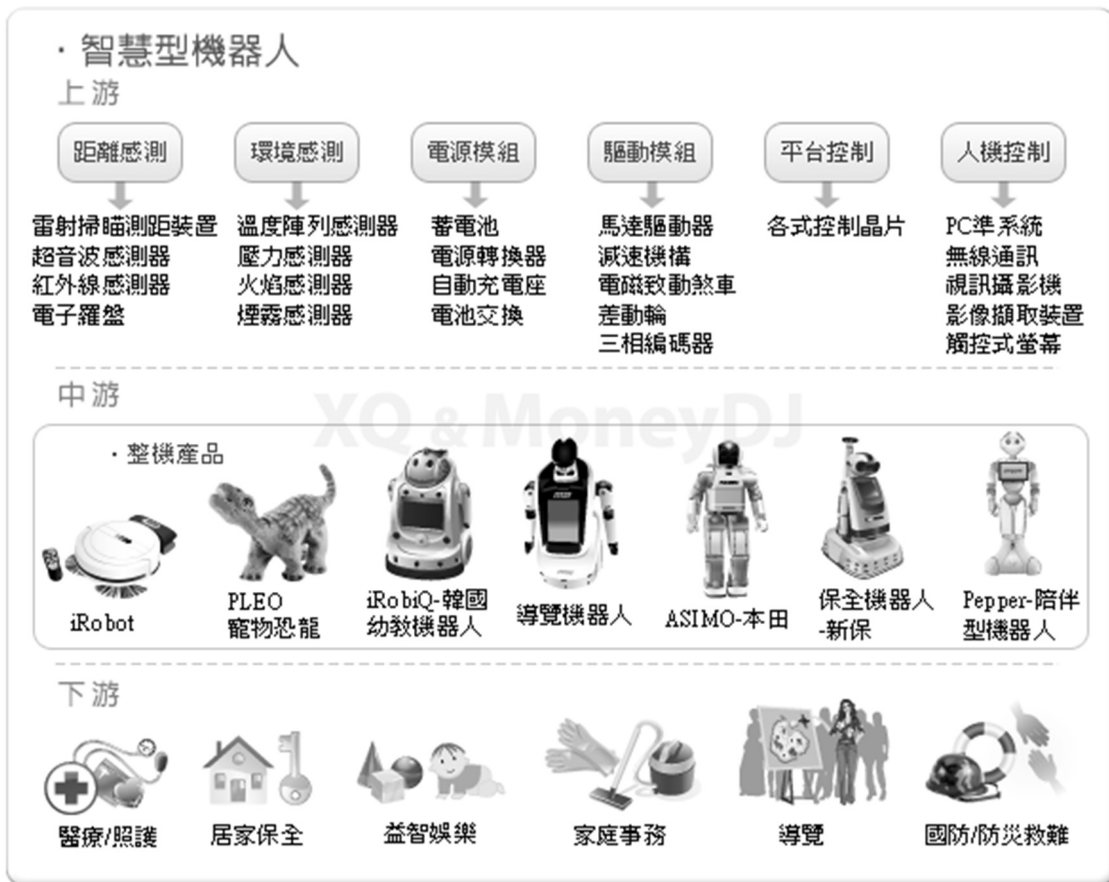 ・智慧型機器人
上游
距離感測
環境感測
電源模組
驅動模組
平台控制
人機控制
雷射掃瞄測距裝置
超音波感測器
紅外線感測器
電子羅盤
溫度陣列感測器
壓力感測器
火焰感測器
煙霧感測器
蓄電池
電源轉換器
自動充電座
電池交換
馬達驅動器
減速機構
電磁致動煞車
差動輪
三相編碼器
各式控制晶片
PC準系統
無線通訊
視訊攝影機
影像擷取裝置
觸控式螢幕
中游
XQ & MoneyDJ
・整機產品
iRobot
PLEO
寵物恐龍
iRobiQ-韓國
幼教機器人
導覽機器人
ASIMO-本田
保全機器人
-新保
Pepper-陪伴
型機器人
下游
醫療/照護
居家保全
益智娛樂
家庭事務
導覽
國防/防災救難